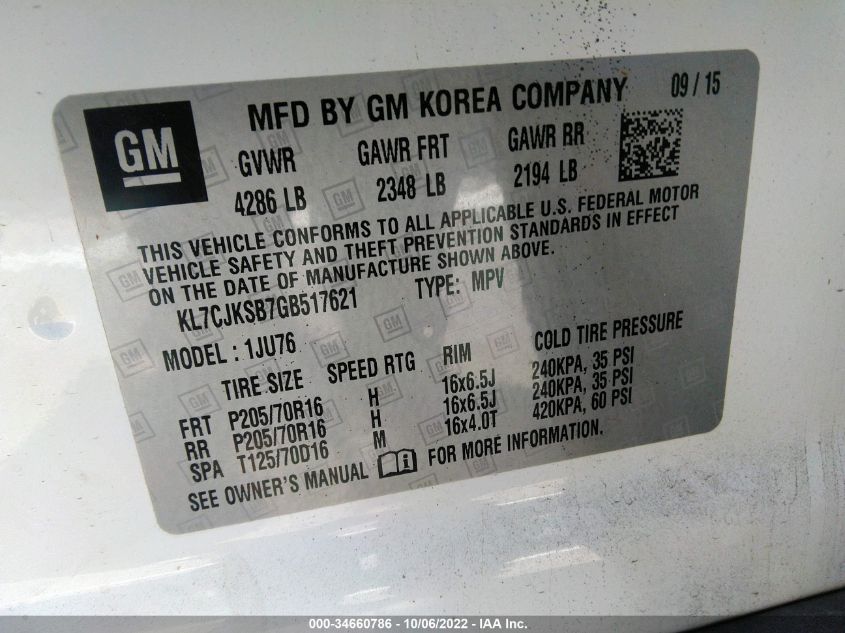 GM
MFD BY GM KOREA COMPANY 09 / 15
GVWR GAWR FRT GAWR RR
4286 LB 2348 LB 2194 LB
THIS VEHICLE CONFORMS TO ALL APPLICABLE U.S. FEDERAL MOTOR
VEHICLE SAFETY AND THEFT PREVENTION STANDARDS IN EFFECT
ON THE DATE OF MANUFACTURE SHOWN ABOVE.
KL7CJKSB7GB517621 TYPE: MPV
MODEL : 1JU76
TIRE SIZE SPEED RTG RIM COLD TIRE PRESSURE
FRT P205/70R16 H 16x6.5J 240KPA, 35 PSI
RR P205/70R16 H 16x6.5J 240KPA, 35 PSI
SPA T125/70D16 M 16x4.0T 420KPA, 60 PSI
SEE OWNER'S MANUAL FOR MORE INFORMATION.
000-34660786 - 10/06/2022 - IAA Inc.